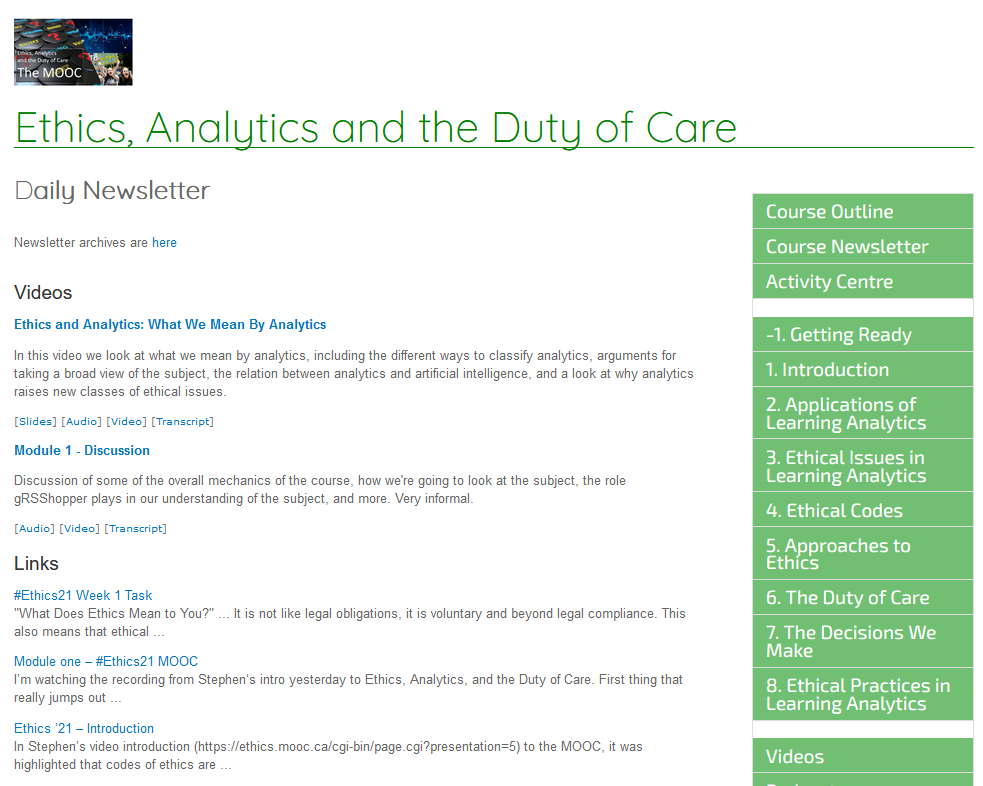 Ethics, Analytics
and the Duty of Care
The MOOC
Ethics, Analytics and the Duty of Care
Daily Newsletter
Newsletter archives are here
Videos
Ethics and Analytics: What We Mean By Analytics
In this video we look at what we mean by analytics, including the different ways to classify analytics, arguments for
taking a broad view of the subject, the relation between analytics and artificial intelligence, and a look at why analytics
raises new classes of ethical issues.
[Slides] [Audio] [Video] [Transcript]
Module 1 - Discussion
Discussion of some of the overall mechanics of the course, how we're going to look at the subject, the role
gRSShopper plays in our understanding of the subject, and more. Very informal.
[Audio] [Video] [Transcript]
Links
#Ethics21 Week 1 Task
"What Does Ethics Mean to You?" ... It is not like legal obligations, it is voluntary and beyond legal compliance. This
also means that ethical ...
Module one – #Ethics21 MOOC
I'm watching the recording from Stephen's intro yesterday to Ethics, Analytics, and the Duty of Care. First thing that
really jumps out ...
Ethics '21 – Introduction
In Stephen's video introduction (https://ethics.mooc.ca/cgi-bin/page.cgi?presentation=5) to the MOOC, it was
highlighted that codes of ethics are ...
Course Outline
Course Newsletter
Activity Centre
-1. Getting Ready
1. Introduction
2. Applications of
Learning Analytics
3. Ethical Issues in
Learning Analytics
4. Ethical Codes
5. Approaches to
Ethics
6. The Duty of Care
7. The Decisions We
Make
8. Ethical Practices in
Learning Analytics
Videos